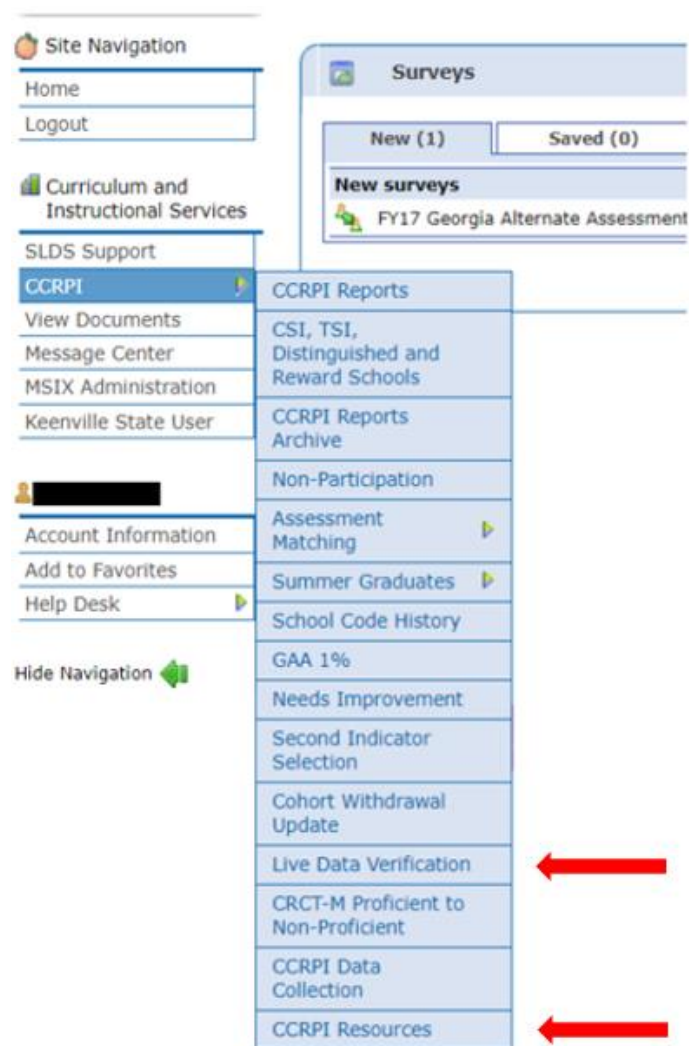 Site Navigation
Home
Logout
Curriculum and
Instructional Services
SLDS Support
CCRPI
View Documents
Message Center
MSIX Administration
Keenville State User
Account Information
Add to Favorites
Help Desk
Hide Navigation
Surveys
New (1)
Saved (0)
New surveys
FY17 Georgia Alternate Assessment
CCRPI Reports
CSI, TSI,
Distinguished and
Reward Schools
CCRPI Reports
Archive
Non-Participation
Assessment
Matching
Summer Graduates
School Code History
GAA 1%
Needs Improvement
Second Indicator
Selection
Cohort Withdrawal
Update
Live Data Verification
CRCT-M Proficient to
Non-Proficient
CCRPI Data
Collection
CCRPI Resources